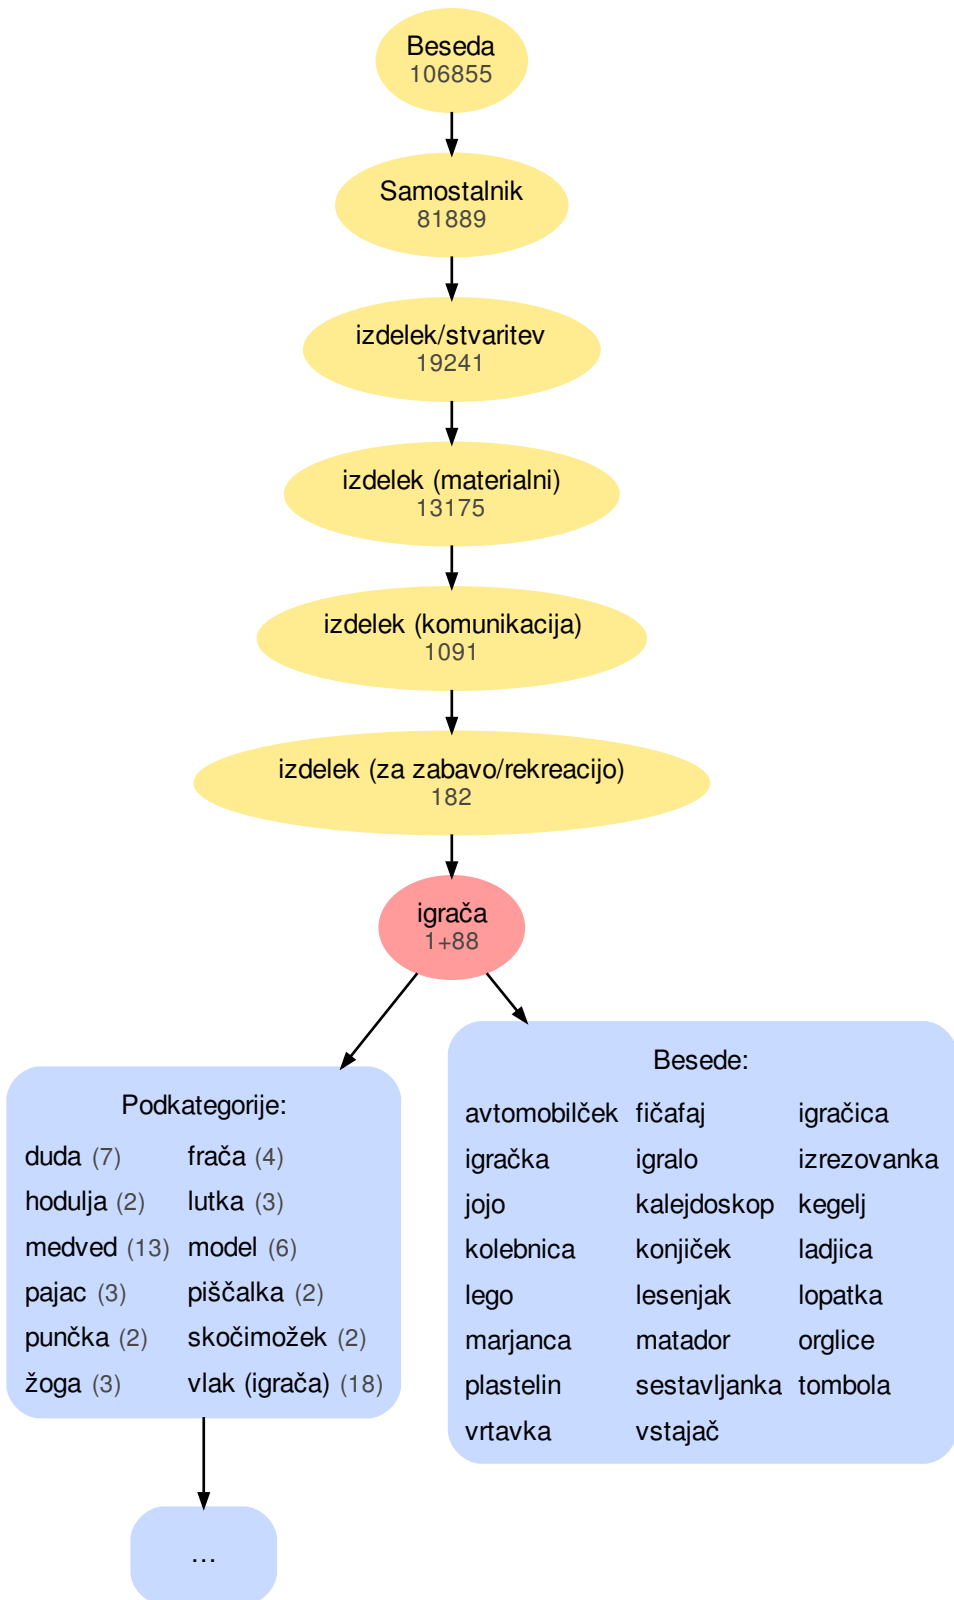 Beseda
106855
Samostalnik
81889
izdelek/stvaritev
19241
izdelek (materialni)
13175
izdelek (komunikacija)
1091
izdelek (za zabavo/rekreacijo)
182
igrača
1+88
Podkategorije:
duda (7) frača (4)
hodulja (2) lutka (3)
medved (13) model (6)
pajac (3) piščalka (2)
punčka (2) skočimožek (2)
žoga (3) vlak (igrača) (18)
...
Besede:
avtomobilček fičafaj igračica
igračka igralo izrezovanka
jojo kalejdoskop kegelj
kolebnica konjiček ladjica
lego lesenjak lopatka
marjanca matador orglice
plastelin sestavljanka tombola
vrtavka vstajač